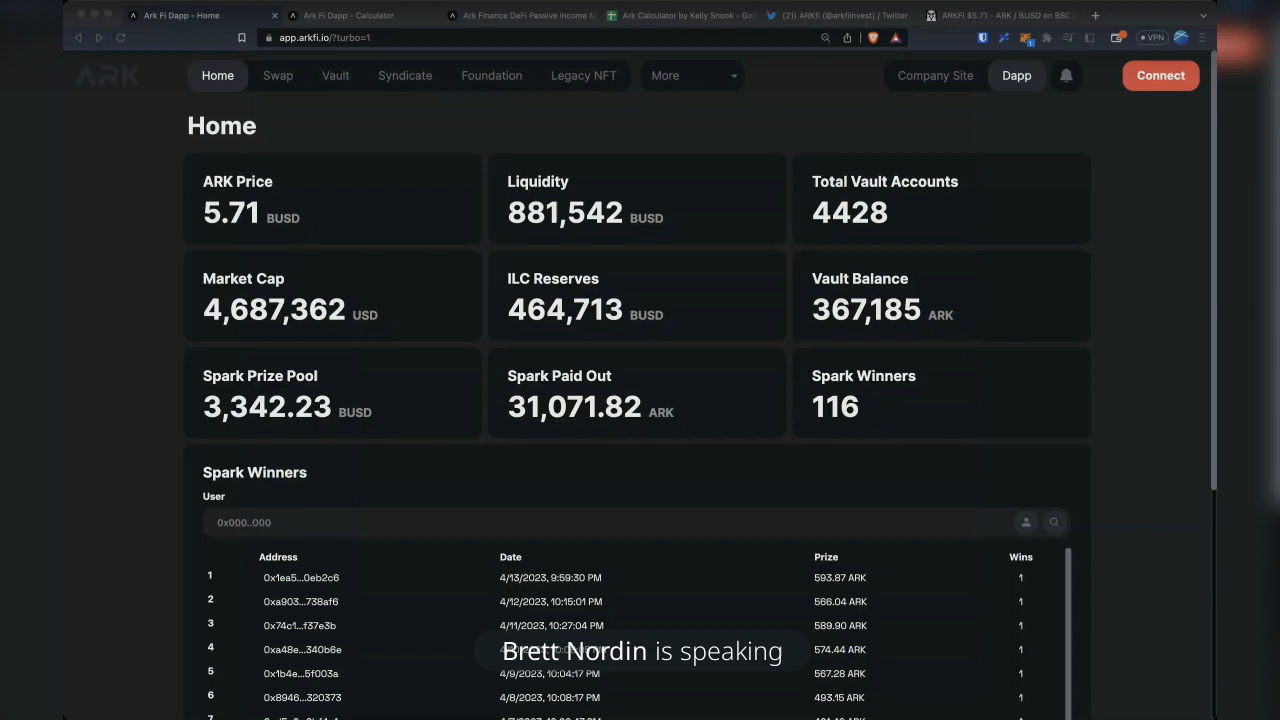 Ark Fi Dapp - Home
Ark Fi Dapp - Calculator
Ark Finance DeFi Passive Income M
Ark Calculator by Kelly Snook - Goo
(21) ARKfi (@arkfiinvest) / Twitter
ARKFI $5.71 - ARK / BUSD on BSC /
app.arkfi.io/?turbo=1
VPN
ARK
Home
Swap
Vault
Syndicate
Foundation
Legacy NFT
More
Company Site
Dapp
Connect
Home
ARK Price
5.71 BUSD
Liquidity
881,542 BUSD
Total Vault Accounts
4428
Market Cap
4,687,362 USD
ILC Reserves
464,713 BUSD
Vault Balance
367,185 ARK
Spark Prize Pool
3,342.23 BUSD
Spark Paid Out
31,071.82 ARK
Spark Winners
116
Spark Winners
User
0x000..000
Address Date Prize Wins
1 0x1ea5...0eb2c6 4/13/2023, 9:59:30 PM 593.87 ARK 1
2 0xa903...738af6 4/12/2023, 10:15:01 PM 566.04 ARK 1
3 0x74c1...f37e3b 4/11/2023, 10:27:04 PM 589.90 ARK 1
4 0xa48e...340b6e 574.44 ARK 1
Brett Nordin is speaking
5 0x1b4e...5f003a 4/9/2023, 10:04:17 PM 567.28 ARK 1
6 0x8946...320373 4/8/2023, 10:08:17 PM 493.15 ARK 1